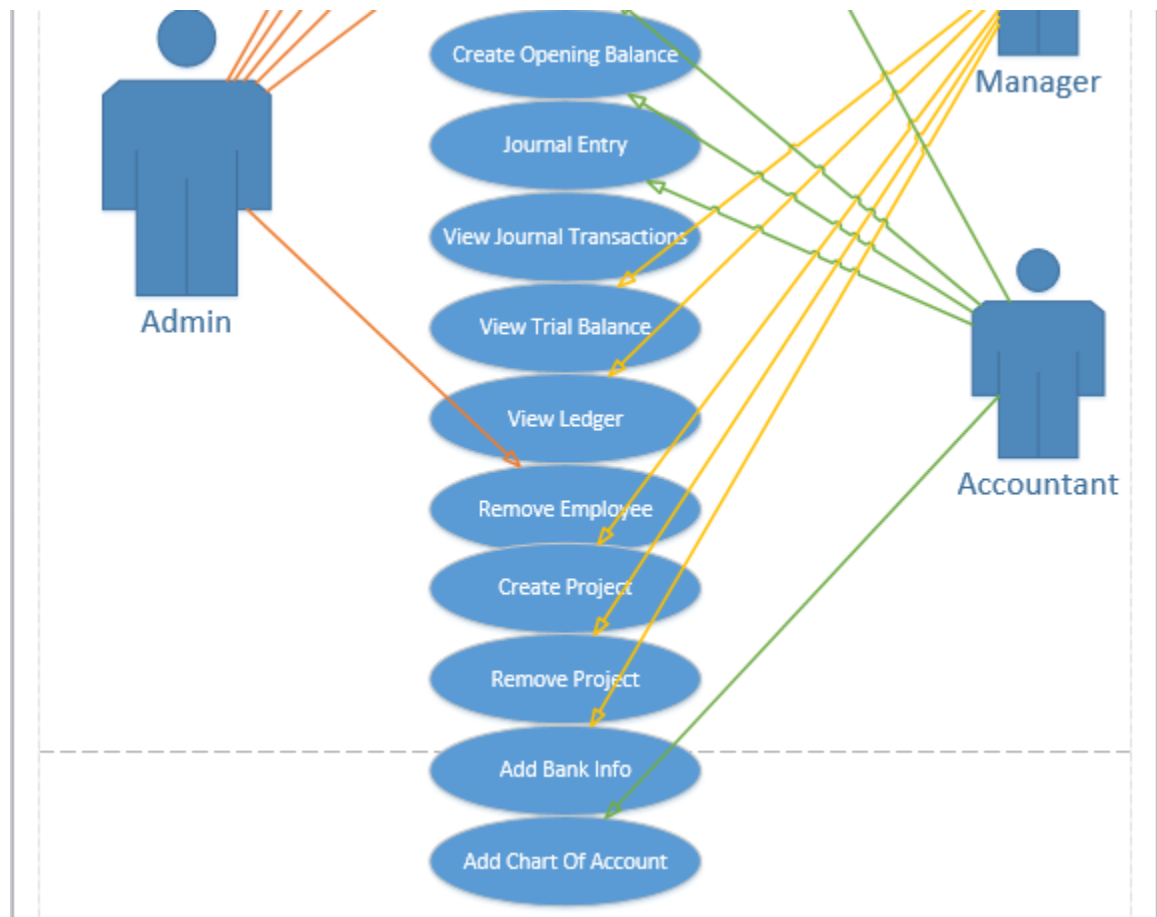 Create Opening Balance
Manager
Journal Entry
View Journal Transactions
Admin
View Trial Balance
View Ledger
Accountant
Remove Employee
Create Project
Remove Project
Add Bank Info
Add Chart Of Account